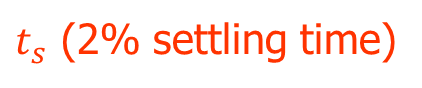 tₛ (2% settling time)